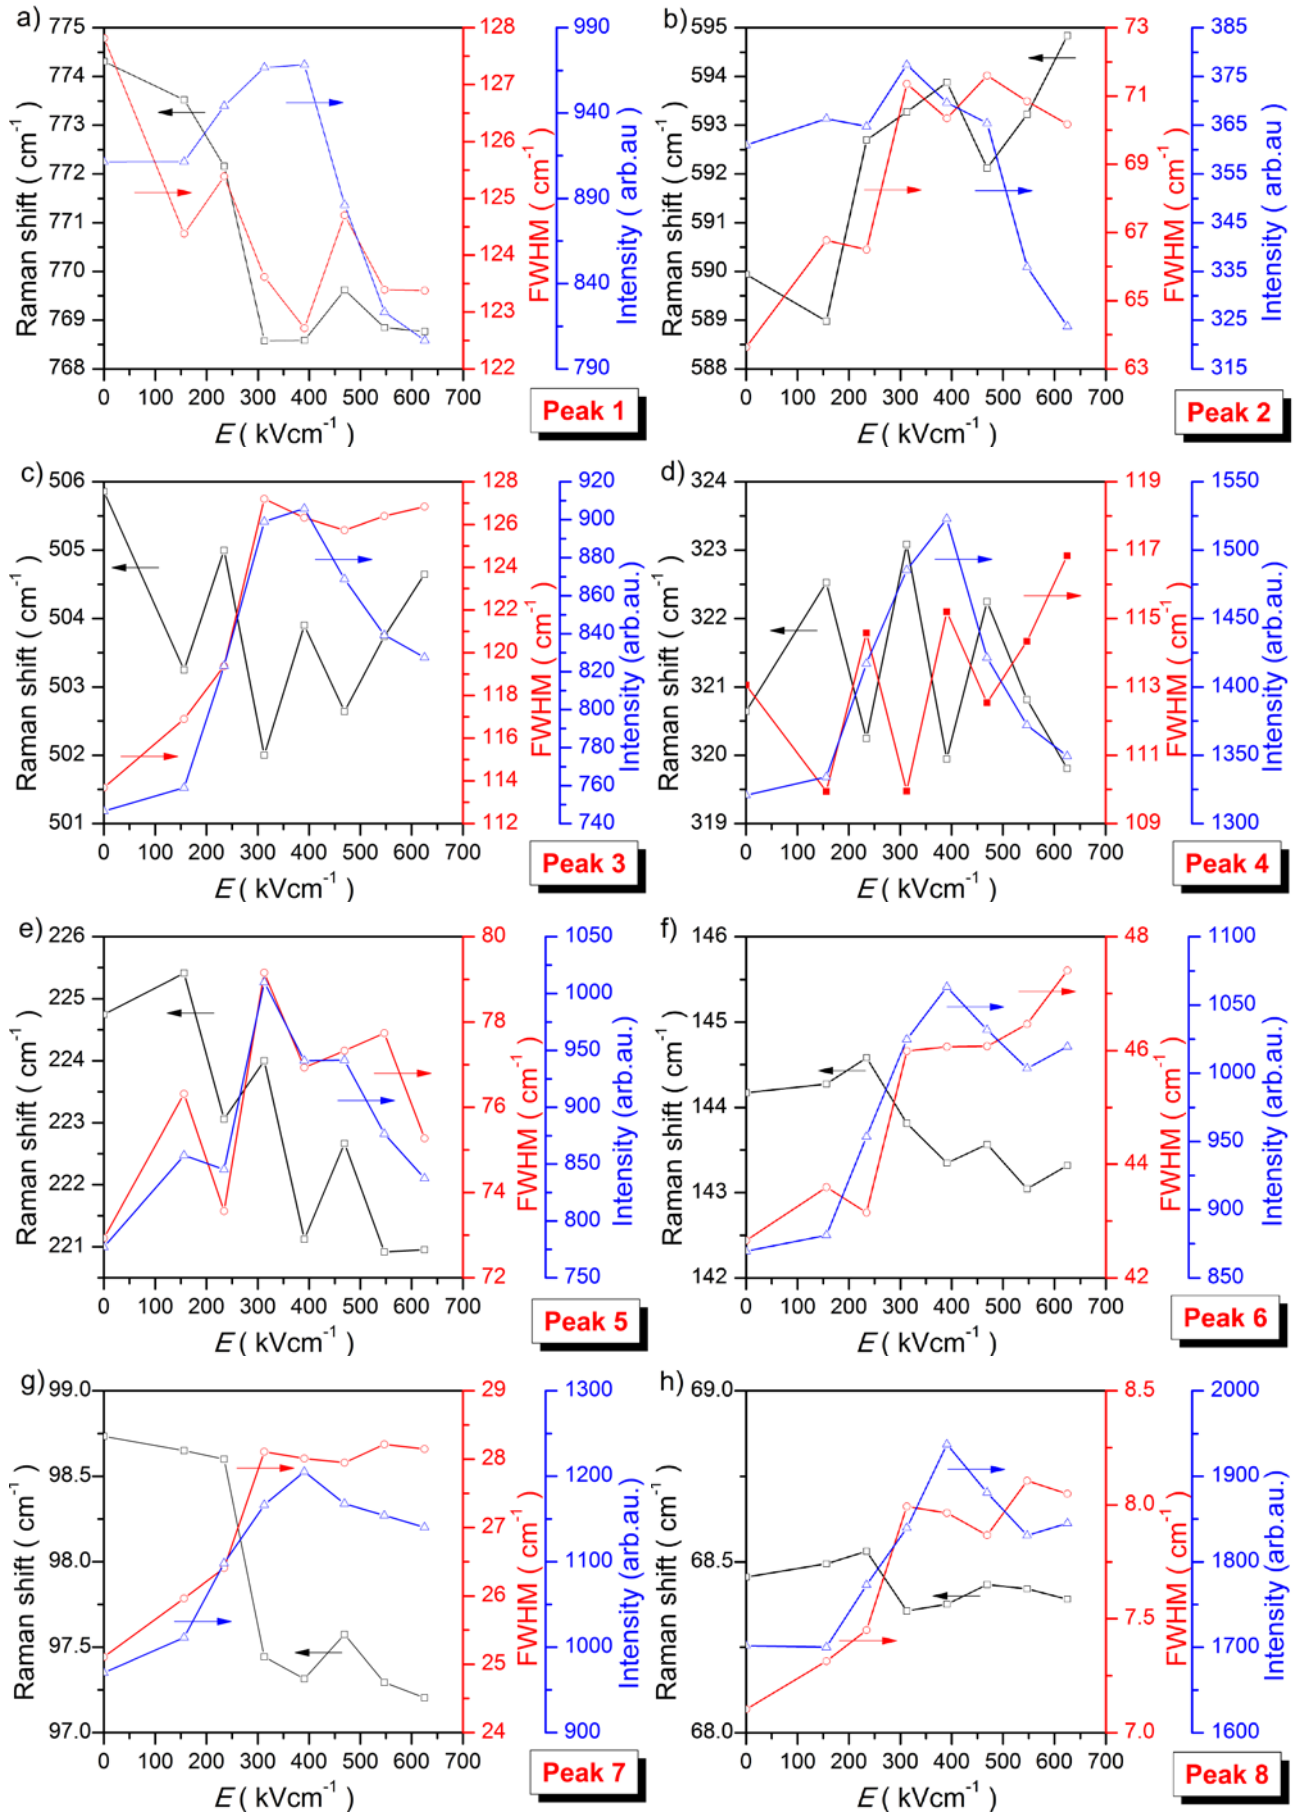 a)
775
774
773
772
771
770
769
768
Raman shift ( cm-1 )
128
127
126
125
124
123
122
FWHM ( cm-1 )
990
940
890
840
790
Intensity ( arb.au )
0 100 200 300 400 500 600 700
E ( kVcm-1 )
Peak 1
b)
595
594
593
592
591
590
589
588
Raman shift ( cm-1 )
73
71
69
67
65
63
FWHM ( cm-1 )
385
375
365
355
345
335
325
315
Intensity ( arb.au )
0 100 200 300 400 500 600 700
E ( kVcm-1 )
Peak 2
c)
506
505
504
503
502
501
Raman shift ( cm-1 )
128
126
124
122
120
118
116
114
112
FWHM ( cm-1 )
920
900
880
860
840
820
800
780
760
740
Intensity (arb.au.)
0 100 200 300 400 500 600 700
E ( kVcm-1 )
Peak 3
d)
324
323
322
321
320
319
Raman shift ( cm-1 )
119
117
115
113
111
109
FWHM ( cm-1 )
1550
1500
1450
1400
1350
1300
Intensity (arb.au.)
0 100 200 300 400 500 600 700
E ( kVcm-1 )
Peak 4
e)
226
225
224
223
222
221
Raman shift ( cm-1 )
80
78
76
74
72
FWHM ( cm-1 )
1050
1000
950
900
850
800
750
Intensity (arb.au.)
0 100 200 300 400 500 600 700
E ( kVcm-1 )
Peak 5
f)
146
145
144
143
142
Raman shift ( cm-1 )
48
46
44
42
FWHM ( cm-1 )
1100
1050
1000
950
900
850
Intensity (arb.au.)
0 100 200 300 400 500 600 700
E ( kVcm-1 )
Peak 6
g)
99.0
98.5
98.0
97.5
97.0
Raman shift ( cm-1 )
29
28
27
26
25
24
FWHM ( cm-1 )
1300
1200
1100
1000
900
Intensity (arb.au.)
0 100 200 300 400 500 600 700
E ( kVcm-1 )
Peak 7
h)
69.0
68.5
68.0
Raman shift ( cm-1 )
8.5
8.0
7.5
7.0
FWHM ( cm-1 )
2000
1900
1800
1700
1600
Intensity (arb.au.)
0 100 200 300 400 500 600 700
E ( kVcm-1 )
Peak 8